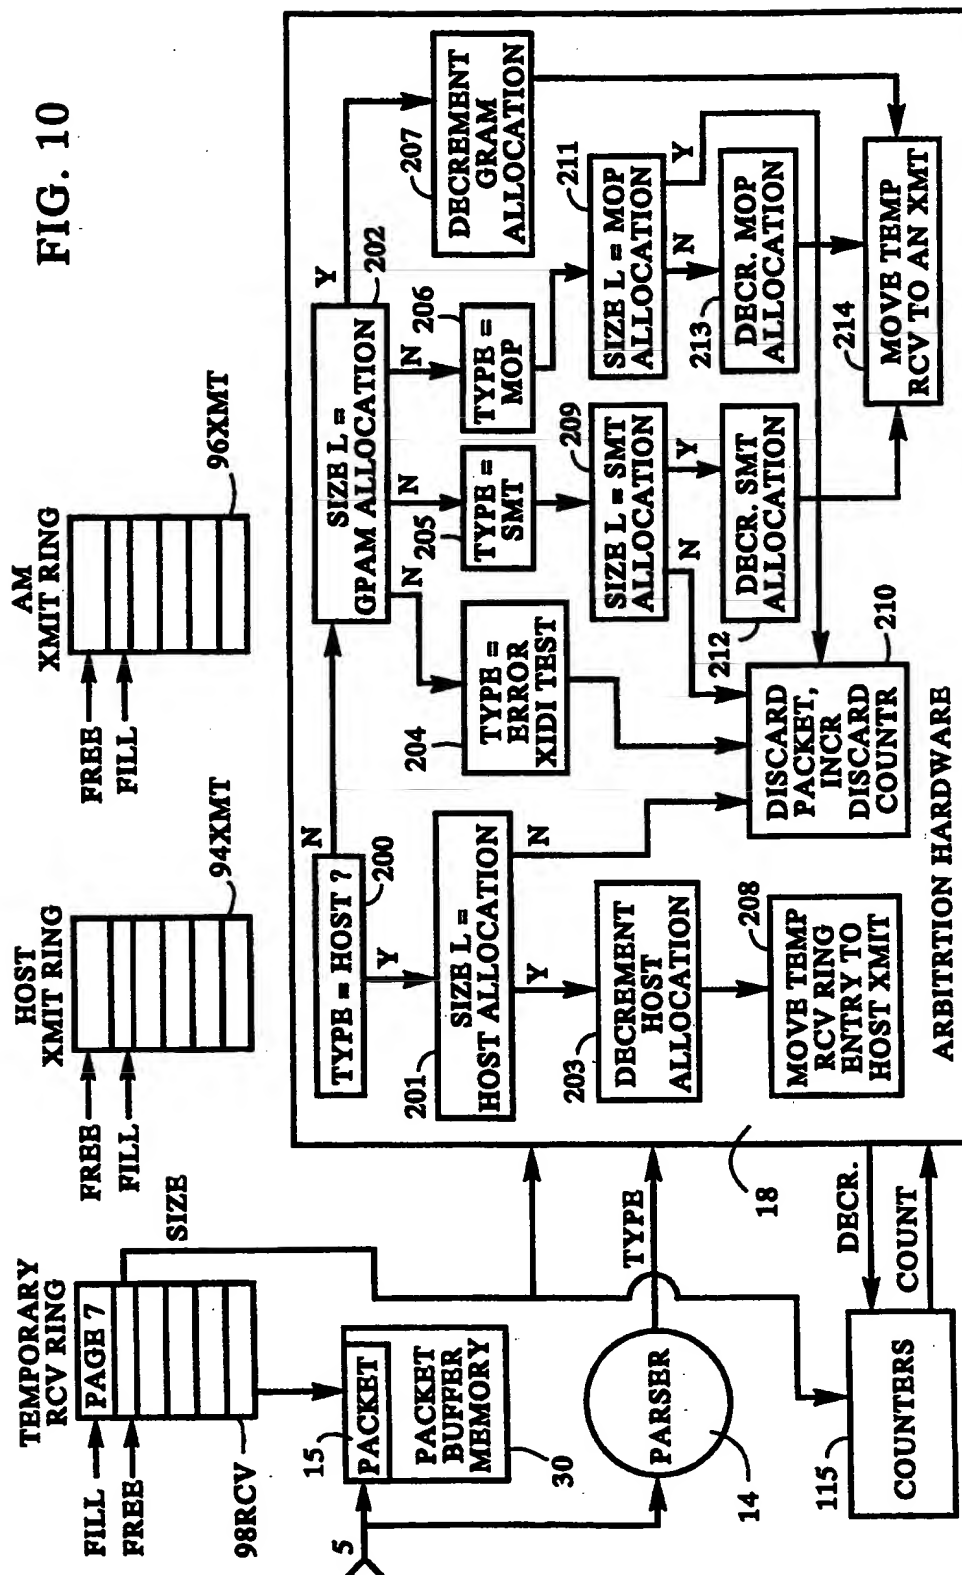 FIG. 10
TEMPORARY
RCV RING
FILL
FREE
PAGE 7
98RCV
SIZE
HOST
XMIT RING
FREE
FILL
94XMT
AM
XMIT RING
FREE
FILL
96XMT
5
15
PACKET
PACKET
BUFFER
MEMORY
30
PARSER
14
TYPE
115
COUNTERS
DECR.
COUNT
18
TYPE = HOST ?
200
N
Y
201
SIZE L =
HOST ALLOCATION
Y
N
203
DECREMENT
HOST
ALLOCATION
208
MOVE TEMP
RCV RING
ENTRY TO
HOST XMIT
SIZE L =
GPAM ALLOCATION
202
Y
N
N
N
204
TYPE =
ERROR
XIDI TEST
205
TYPE =
SMT
206
TYPE =
MOP
207
DECREMENT
GRAM
ALLOCATION
209
SIZE L = SMT
ALLOCATION
N
Y
211
SIZE L = MOP
ALLOCATION
N
Y
212
DECR. SMT
ALLOCATION
213
DECR. MOP
ALLOCATION
DISCARD
PACKET,
INCR
DISCARD
COUNTR
210
214
MOVE TEMP
RCV TO AN XMT
ARBITRTION HARDWARE